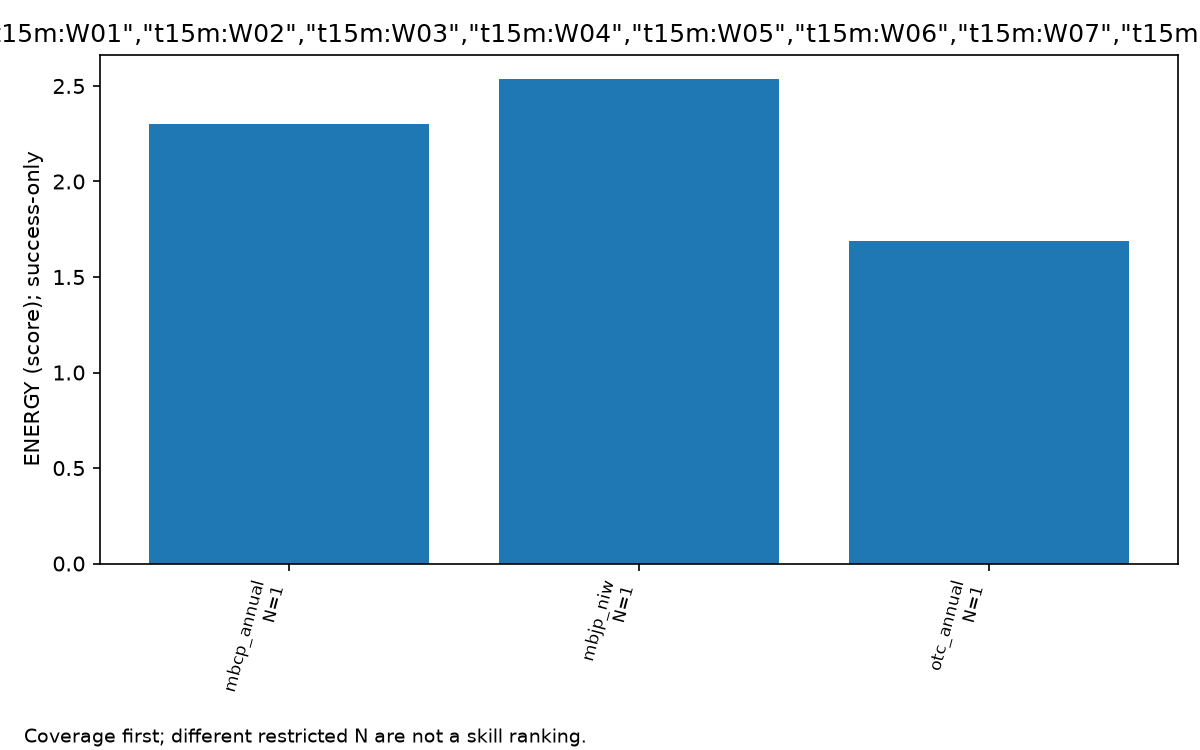 t15m:W01","t15m:W02","t15m:W03","t15m:W04","t15m:W05","t15m:W06","t15m:W07","t15m
ENERGY (score); success-only
2.5
2.0
1.5
1.0
0.5
0.0
mbcp_annual
N=1
mbjp_niw
N=1
otc_annual
N=1
Coverage first; different restricted N are not a skill ranking.